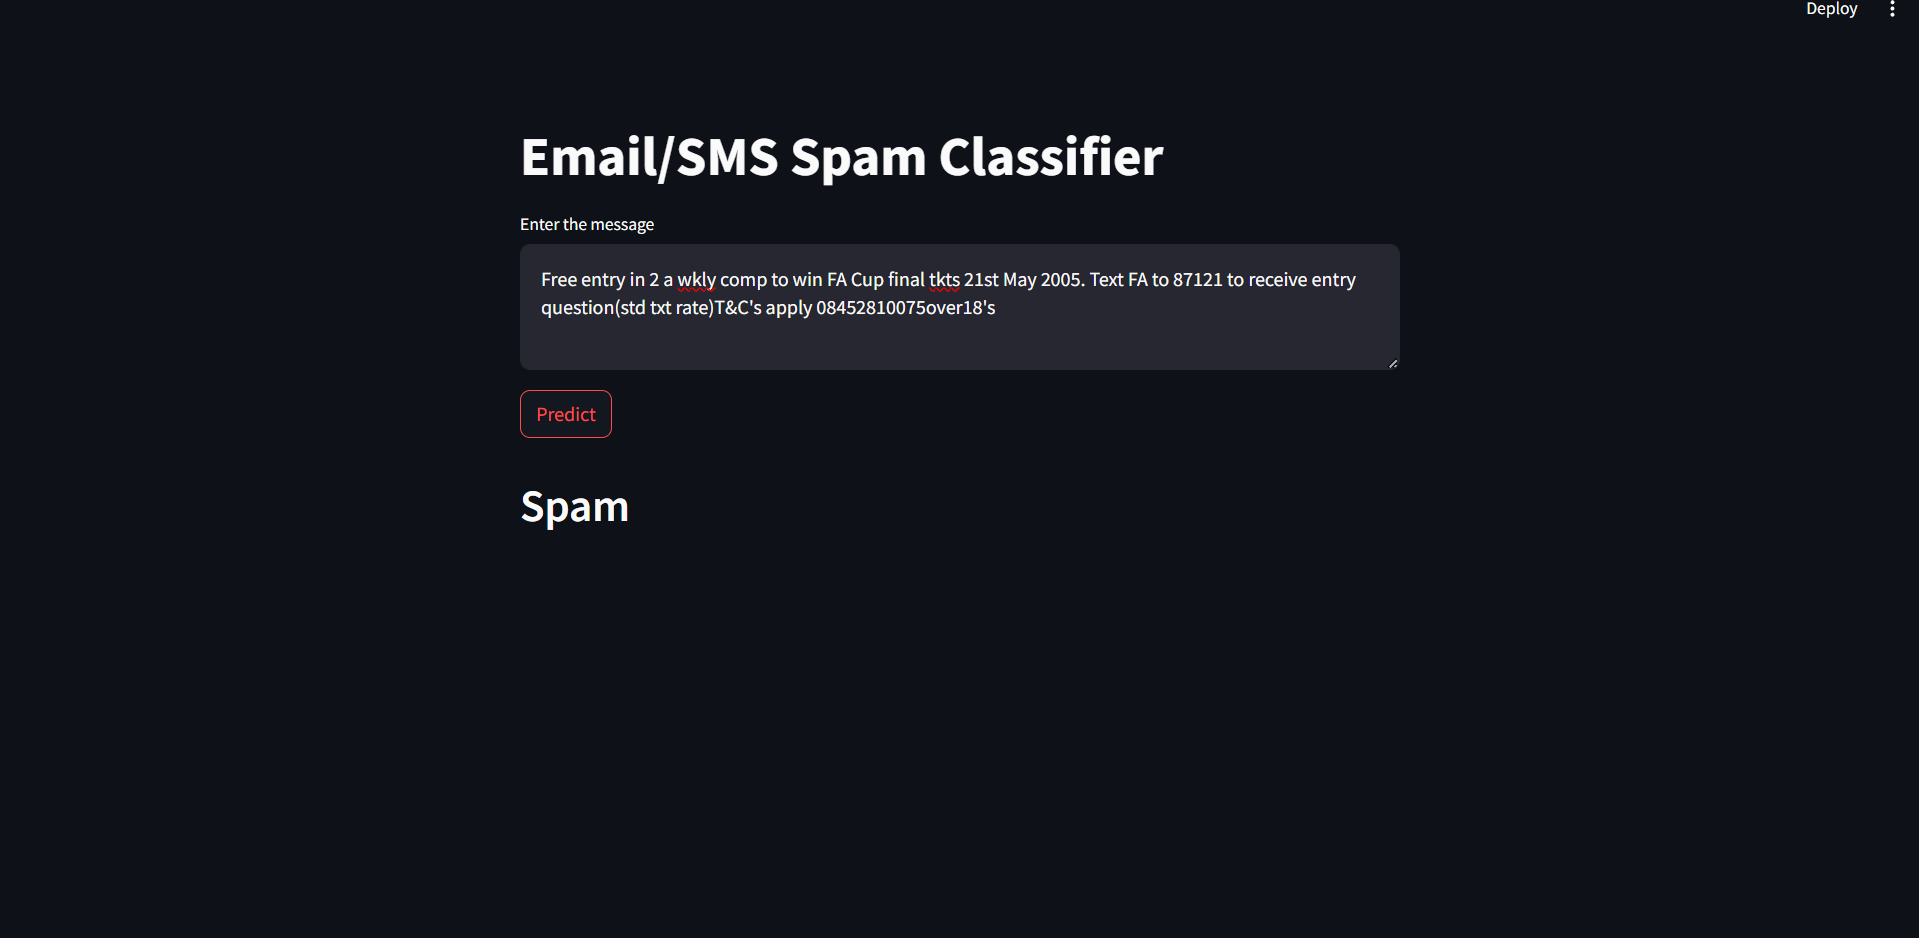 Deploy
Email/SMS Spam Classifier
Enter the message
Free entry in 2 a wkly comp to win FA Cup final tkts 21st May 2005. Text FA to 87121 to receive entry
question(std txt rate)T&C's apply 08452810075over18's
Predict
Spam